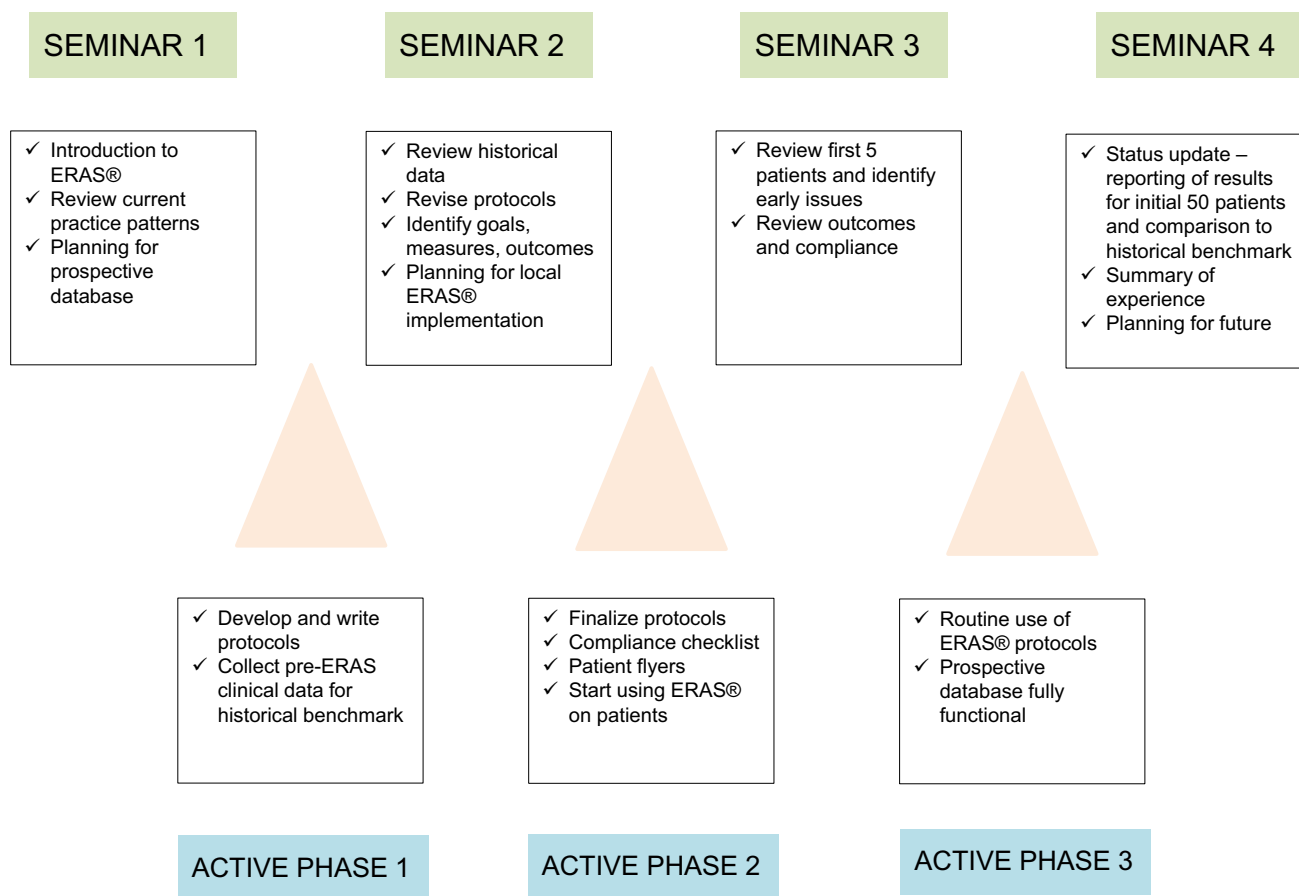 SEMINAR 1
SEMINAR 2
SEMINAR 3
SEMINAR 4
✓ Introduction to
ERAS®
✓ Review current
practice patterns
✓ Planning for
prospective
database
✓ Review historical
data
✓ Revise protocols
✓ Identify goals,
measures, outcomes
✓ Planning for local
ERAS®
implementation
✓ Review first 5
patients and identify
early issues
✓ Review outcomes
and compliance
✓ Status update –
reporting of results
for initial 50 patients
and comparison to
historical benchmark
✓ Summary of
experience
✓ Planning for future
✓ Develop and write
protocols
✓ Collect pre-ERAS
clinical data for
historical benchmark
✓ Finalize protocols
✓ Compliance checklist
✓ Patient flyers
✓ Start using ERAS®
on patients
✓ Routine use of
ERAS® protocols
✓ Prospective
database fully
functional
ACTIVE PHASE 1
ACTIVE PHASE 2
ACTIVE PHASE 3